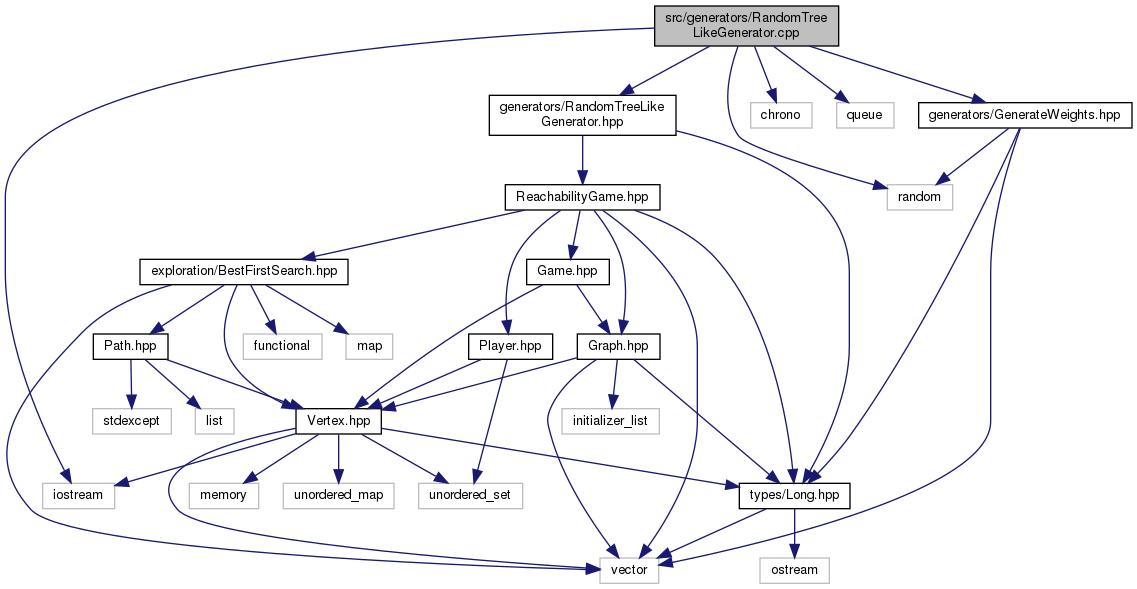 src/generators/RandomTree
LikeGenerator.cpp
generators/RandomTreeLike
Generator.hpp
chrono
queue
generators/GenerateWeights.hpp
ReachabilityGame.hpp
random
exploration/BestFirstSearch.hpp
Game.hpp
Path.hpp
functional
map
Player.hpp
Graph.hpp
stdexcept
list
Vertex.hpp
initializer_list
iostream
memory
unordered_map
unordered_set
types/Long.hpp
vector
ostream